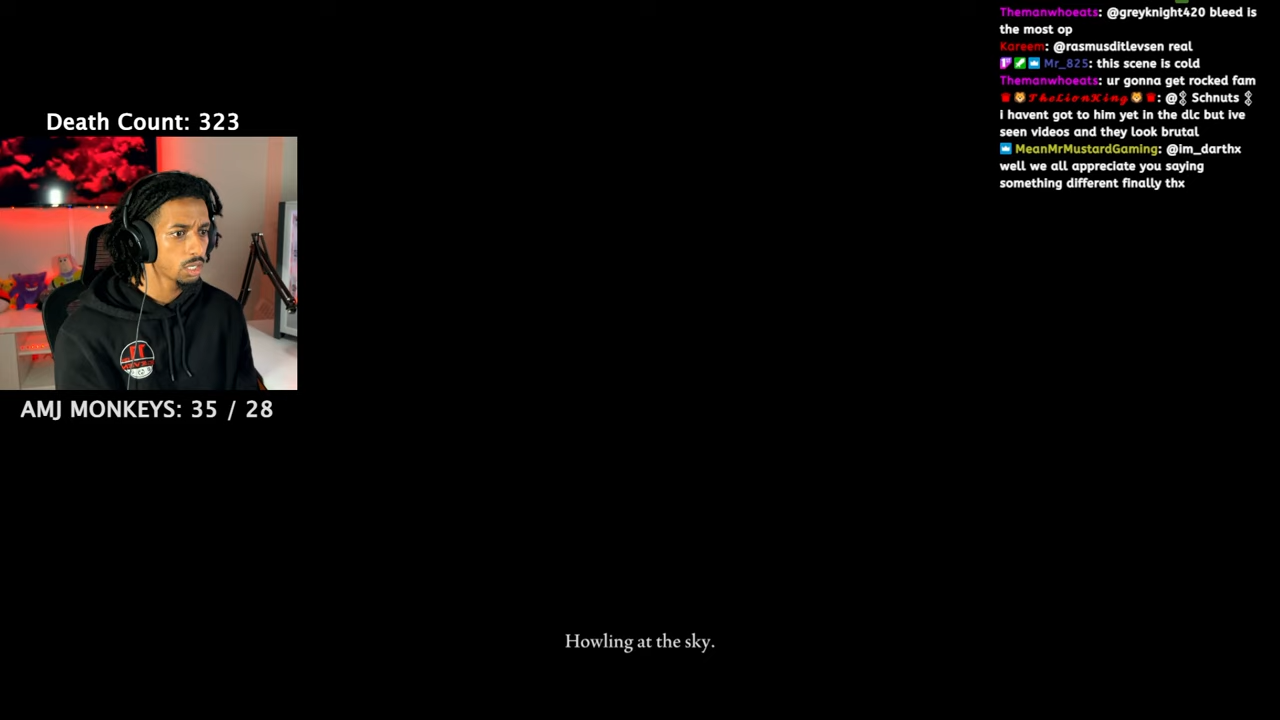 Themanwhoeats: @greyknight420 bleed is
the most op
Kareem: @rasmusditlevsen real
Mr_825: this scene is cold
Themanwhoeats: ur gonna get rocked fam
TheLionKing: @ Schnuts
i havent got to him yet in the dlc but ive
seen videos and they look brutal
MeanMrMustardGaming: @im_darthx
well we all appreciate you saying
something different finally thx
Death Count: 323
AMJ MONKEYS: 35 / 28
Howling at the sky.